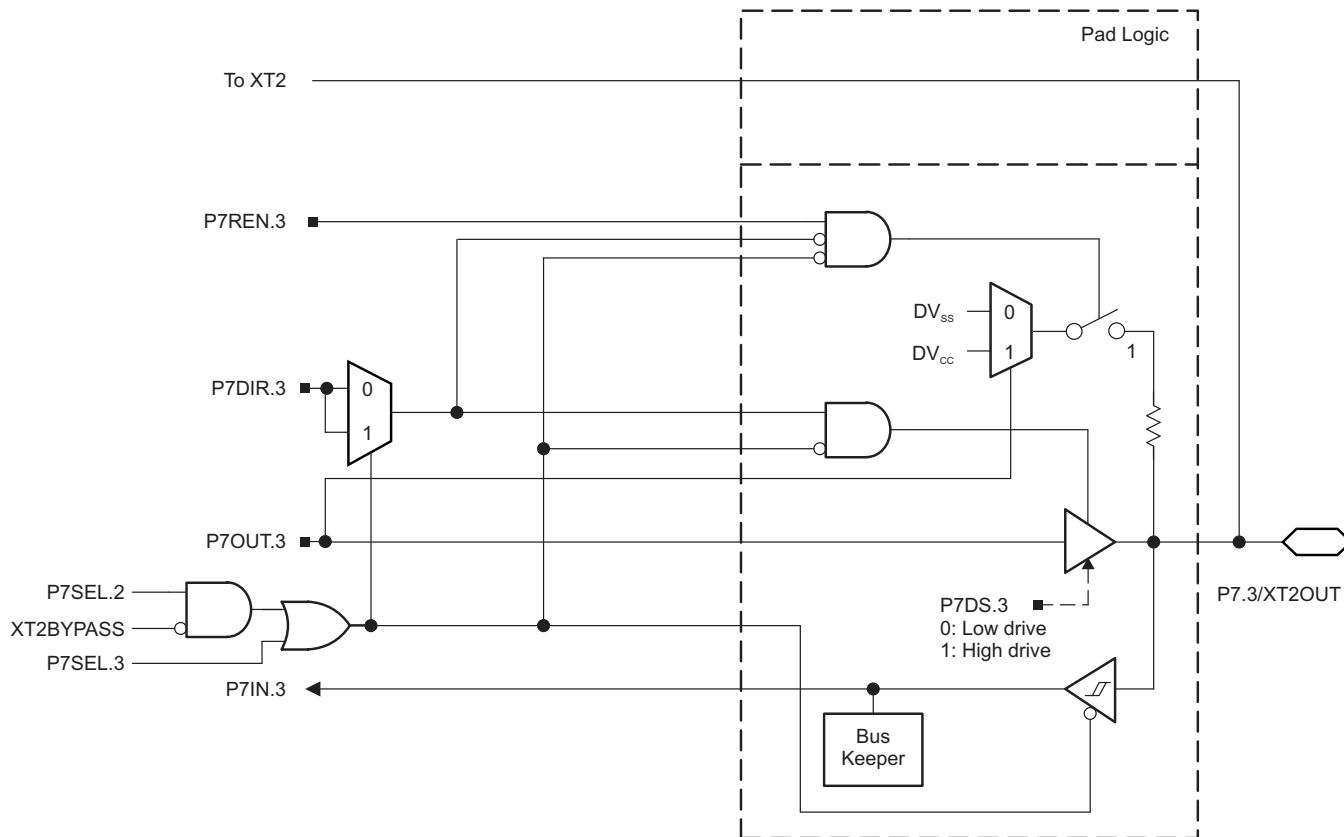 Pad Logic
To XT2
P7REN.3
DVSS
0
DVCC
1
1
P7DIR.3
0
1
P7OUT.3
P7SEL.2
XT2BYPASS
P7SEL.3
P7DS.3
0: Low drive
1: High drive
P7.3/XT2OUT
P7IN.3
Bus
Keeper